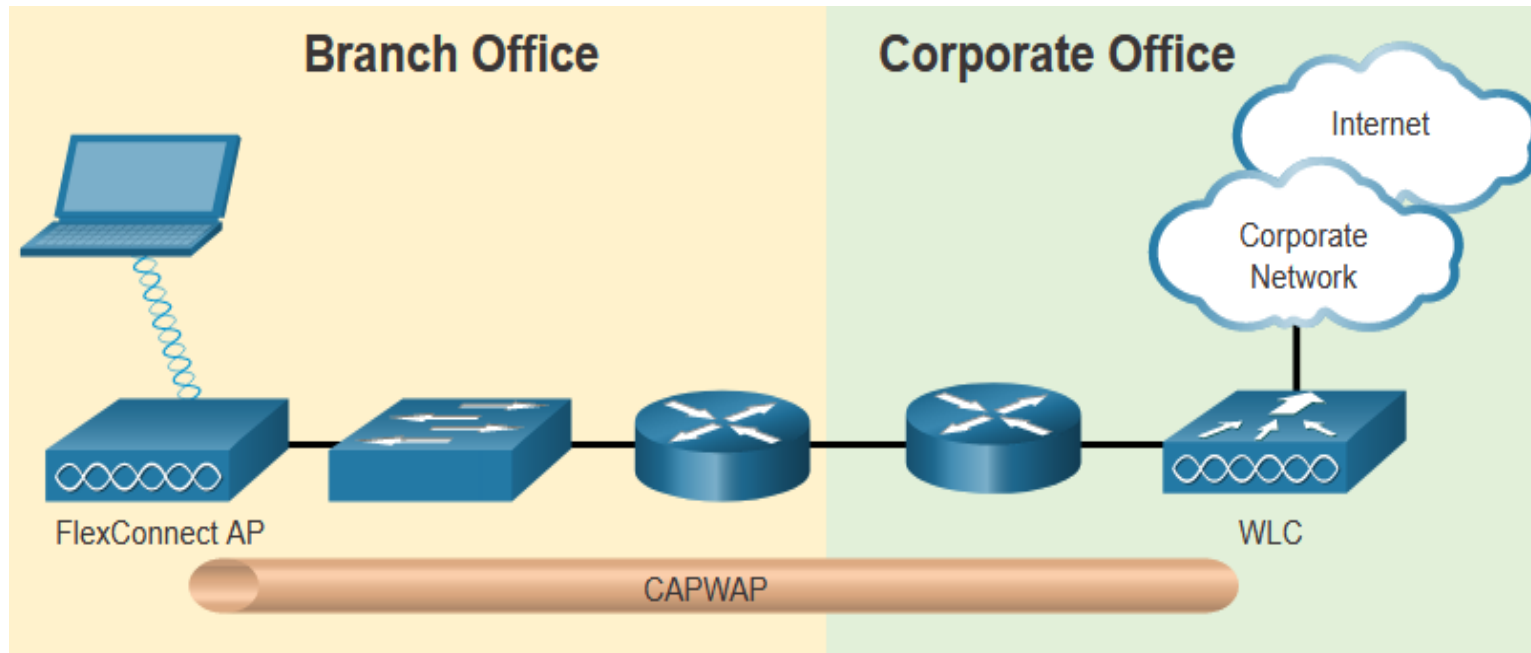 Branch Office
Corporate Office
Internet
Corporate
Network
FlexConnect AP
WLC
CAPWAP